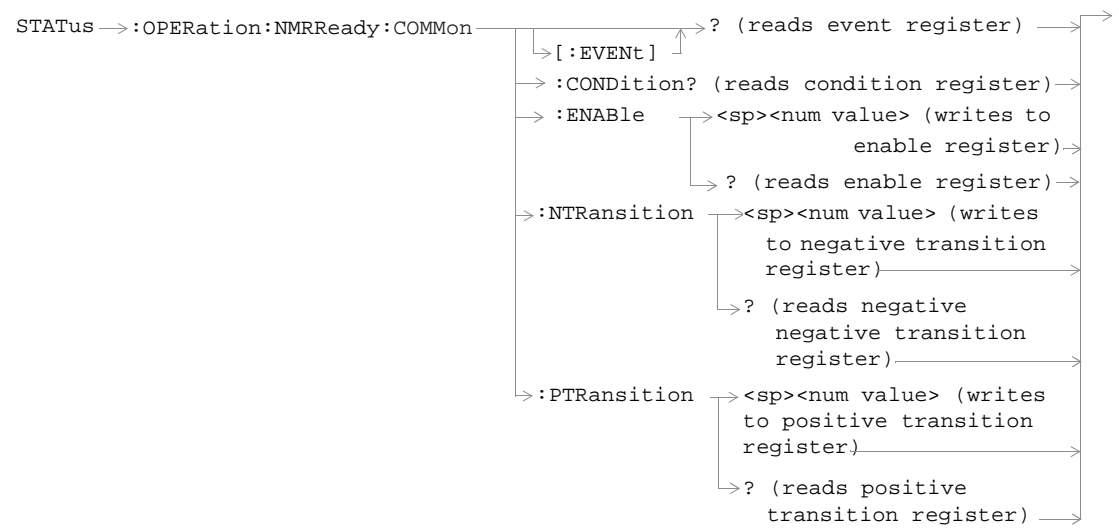 STATus :OPERation:NMRReady:COMMon ? (reads event register)
[:EVENt]
:CONDition? (reads condition register)
:ENABle <sp><num value> (writes to
enable register)
? (reads enable register)
:NTRansition <sp><num value> (writes
to negative transition
register)
? (reads negative
negative transition
register)
:PTRansition <sp><num value> (writes
to positive transition
register)
? (reads positive
transition register)